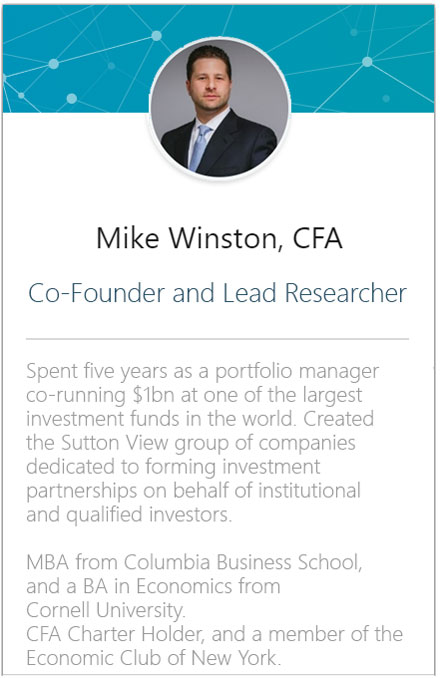 Mike Winston, CFA
Co-Founder and Lead Researcher
Spent five years as a portfolio manager
co-running $1bn at one of the largest
investment funds in the world. Created
the Sutton View group of companies
dedicated to forming investment
partnerships on behalf of institutional
and qualified investors.
MBA from Columbia Business School,
and a BA in Economics from
Cornell University.
CFA Charter Holder, and a member of the
Economic Club of New York.